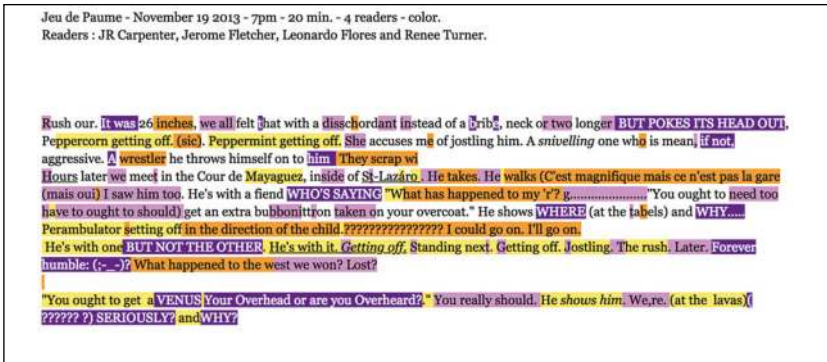 Jeu de Paume - November 19 2013 - 7pm - 20 min. - 4 readers - color.
Readers : JR Carpenter, Jerome Fletcher, Leonardo Flores and Renee Turner.
Rush our. It was 26 inches, we all felt that with a disschordant instead of a bribe, neck or two longer BUT POKES ITS HEAD OUT,
Peppercorn getting off. (sic). Peppermint getting off. She accuses me of jostling him. A snivelling one who is mean, if not,
aggressive. A wrestler he throws himself on to him They scrap wi
Hours later we meet in the Cour de Mayaguez, inside of St-Lazáro . He takes. He walks (C'est magnifique mais ce n'est pas la gare
(mais oui) I saw him too. He's with a fiend WHO'S SAYING "What has happened to my 'r'? g......................"You ought to need too
have to ought to should) get an extra bubbonittron taken on your overcoat." He shows WHERE (at the tabels) and WHY.....
Perambulator setting off in the direction of the child.???????????????? I could go on. I'll go on.
He's with one BUT NOT THE OTHER. He's with it. Getting off, Standing next. Getting off. Jostling. The rush. Later. Forever
humble: (;-_-)? What happened to the west we won? Lost?
"You ought to get a VENUS Your Overhead or are you Overheard?." You really should. He shows him. We,re. (at the lavas)(
?????? ?) SERIOUSLY? andWHY?